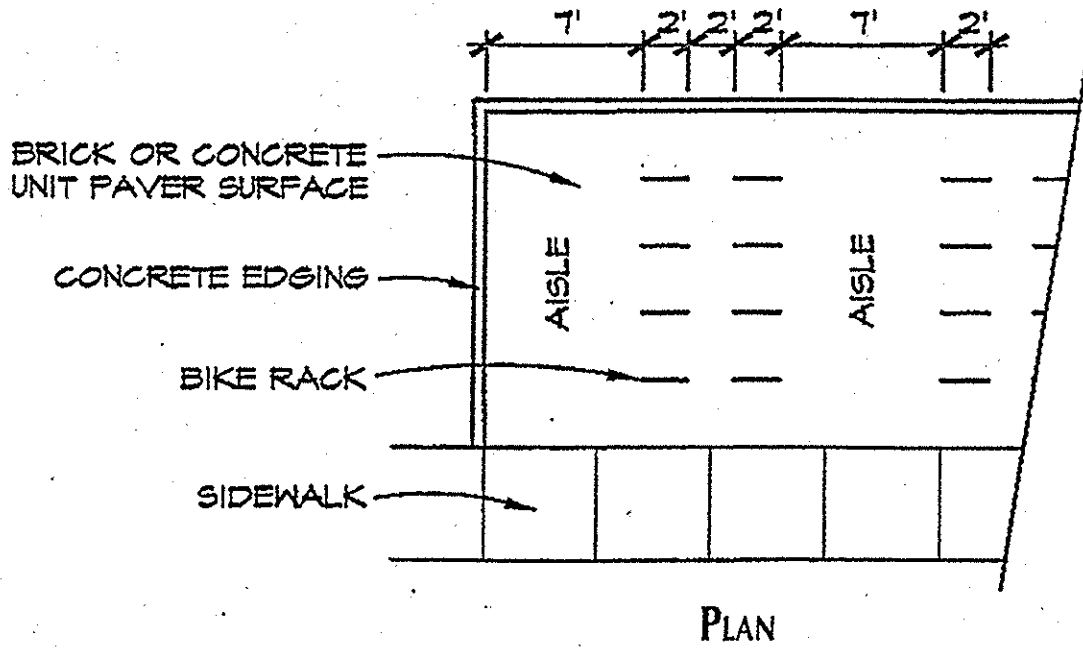 7' 2' 2' 2' 7' 2'
BRICK OR CONCRETE
UNIT PAVER SURFACE
CONCRETE EDGING
AISLE
AISLE
BIKE RACK
SIDEWALK
PLAN